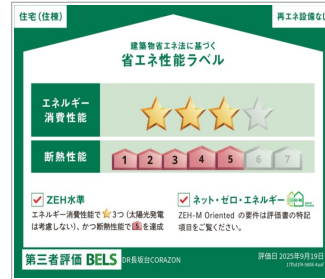 住宅(住棟)
再エネ設備なし
建築物省エネ法に基づく
省エネ性能ラベル
エネルギー
消費性能
断熱性能
1 2 3 4 5 6 7
ZEH水準
エネルギー消費性能で☆3つ (太陽光発電
は考慮しない)、かつ断熱性能で5を達成
ネット・ゼロ・エネルギー
ZEH-M Oriented の要件は評価書の特記
項目をご覧ください。
第三者評価 BELS DR長坂台CORAZON
評価日 2025年9月19日